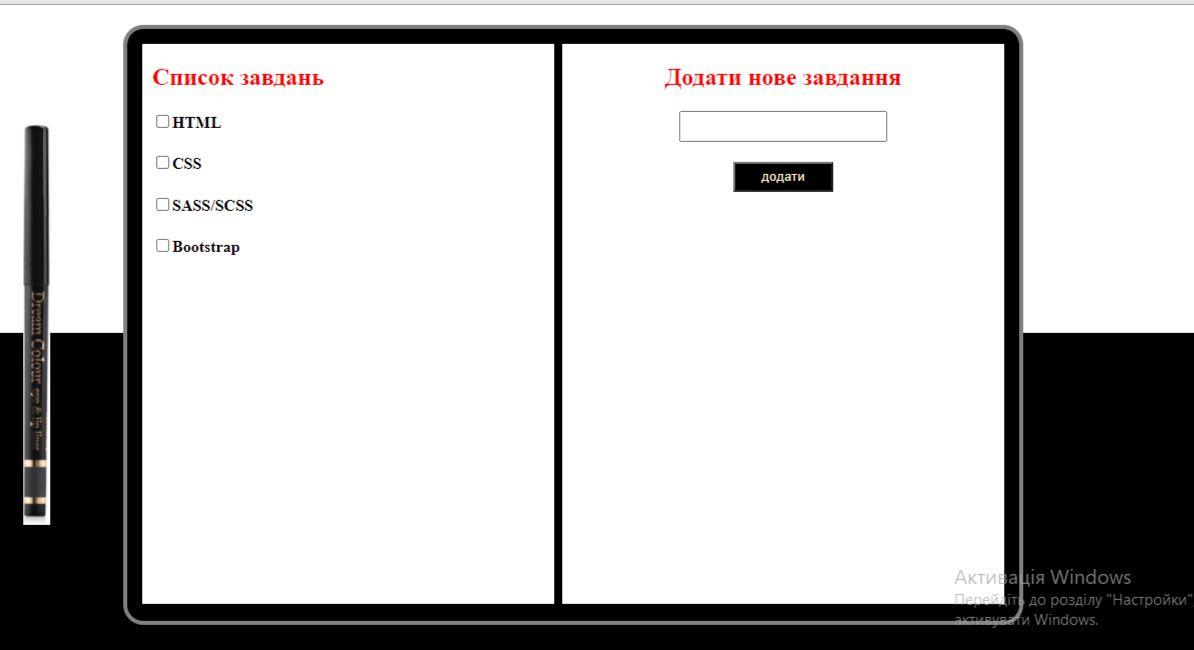 Список завдань
HTML
CSS
SASS/SCSS
Bootstrap
Додати нове завдання
додати
Dream Colour eye & lip liner
Активація Windows
Перейдіть до розділу "Настройки",
активувати Windows.